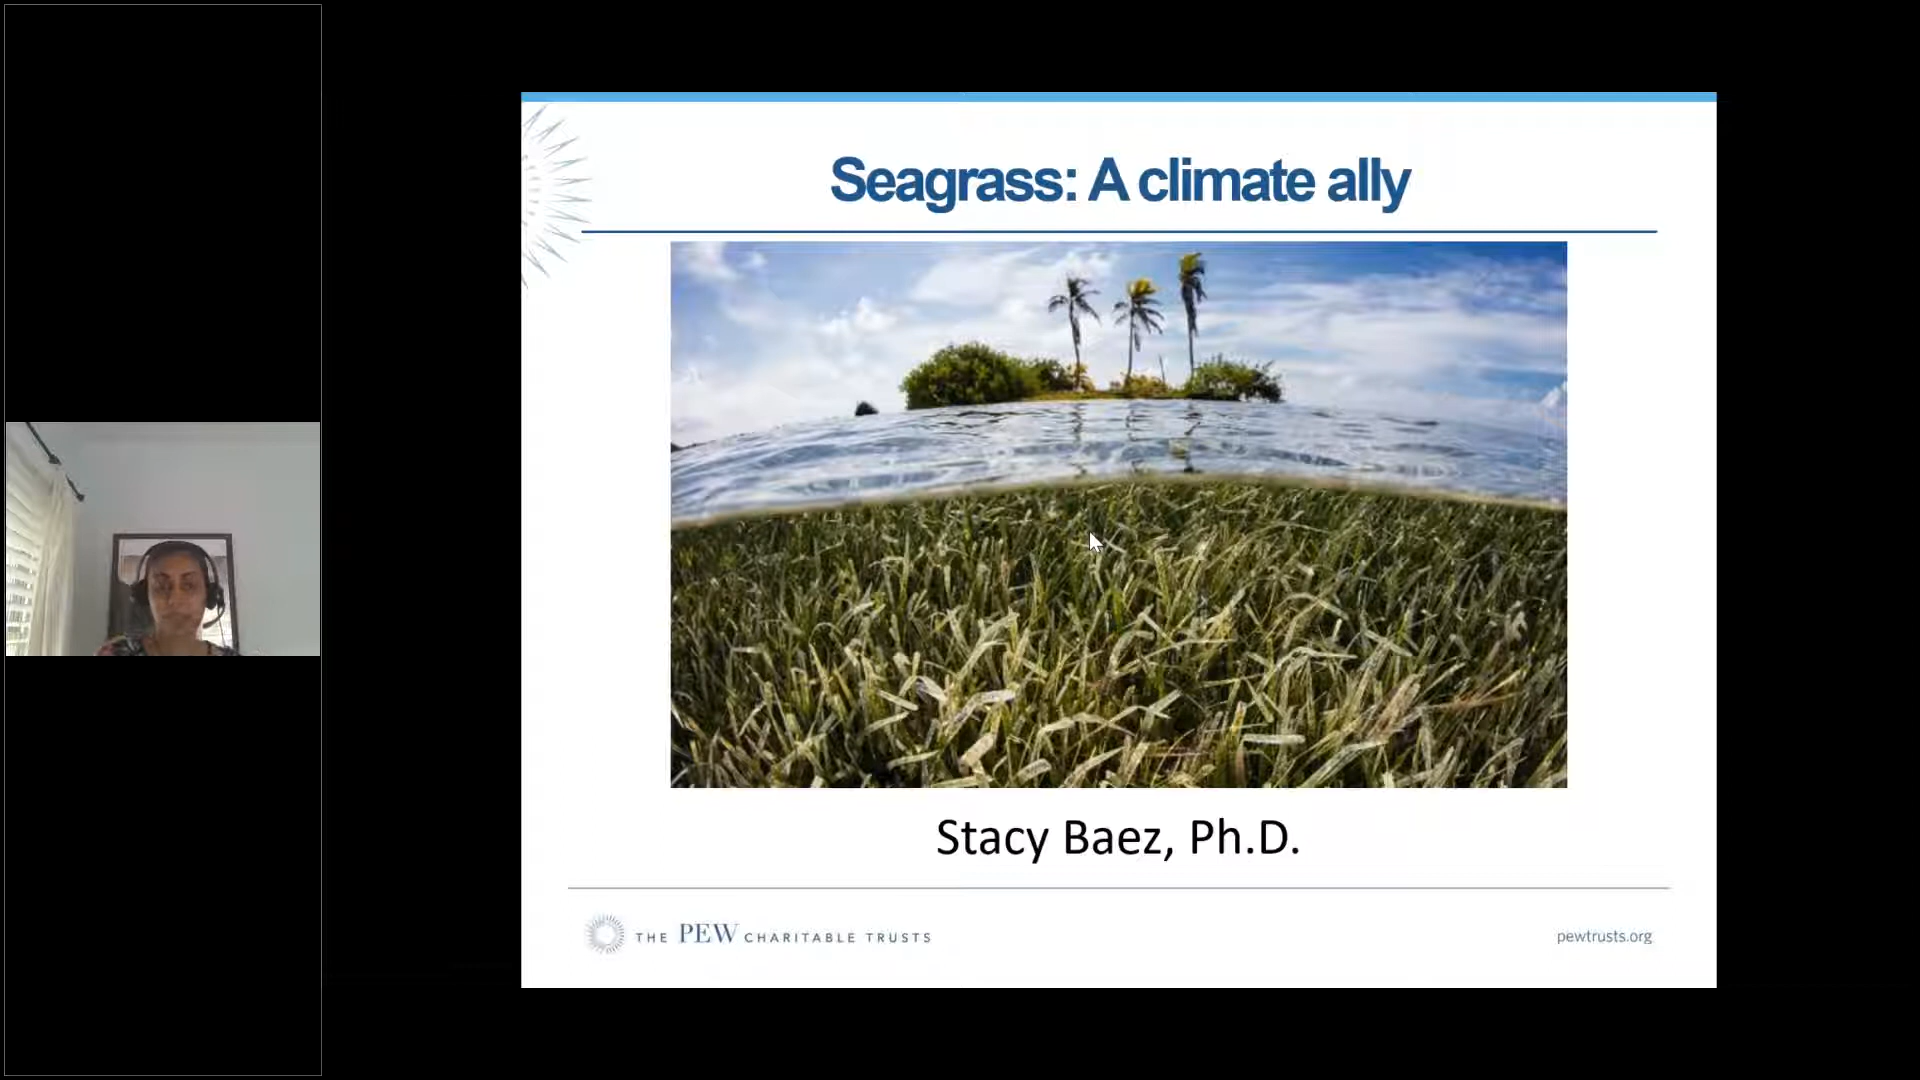 Seagrass: A climate ally
Stacy Baez, Ph.D.
THE PEW CHARITABLE TRUSTS
pewtrusts.org